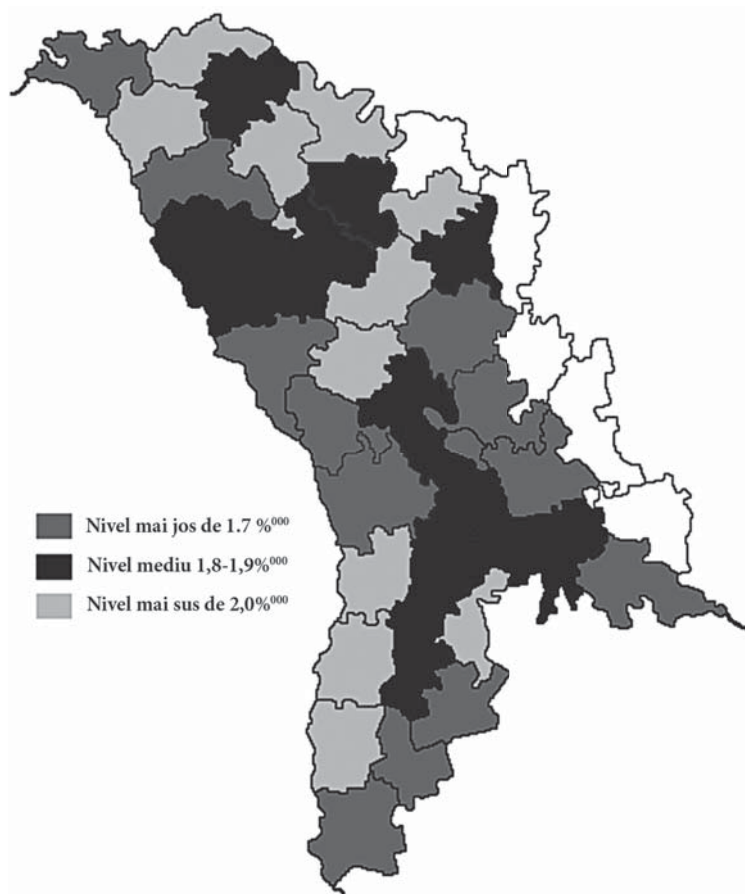 Nivel mai jos de 1.7 %⁰⁰⁰
Nivel mediu 1,8-1,9%⁰⁰⁰
Nivel mai sus de 2,0%⁰⁰⁰